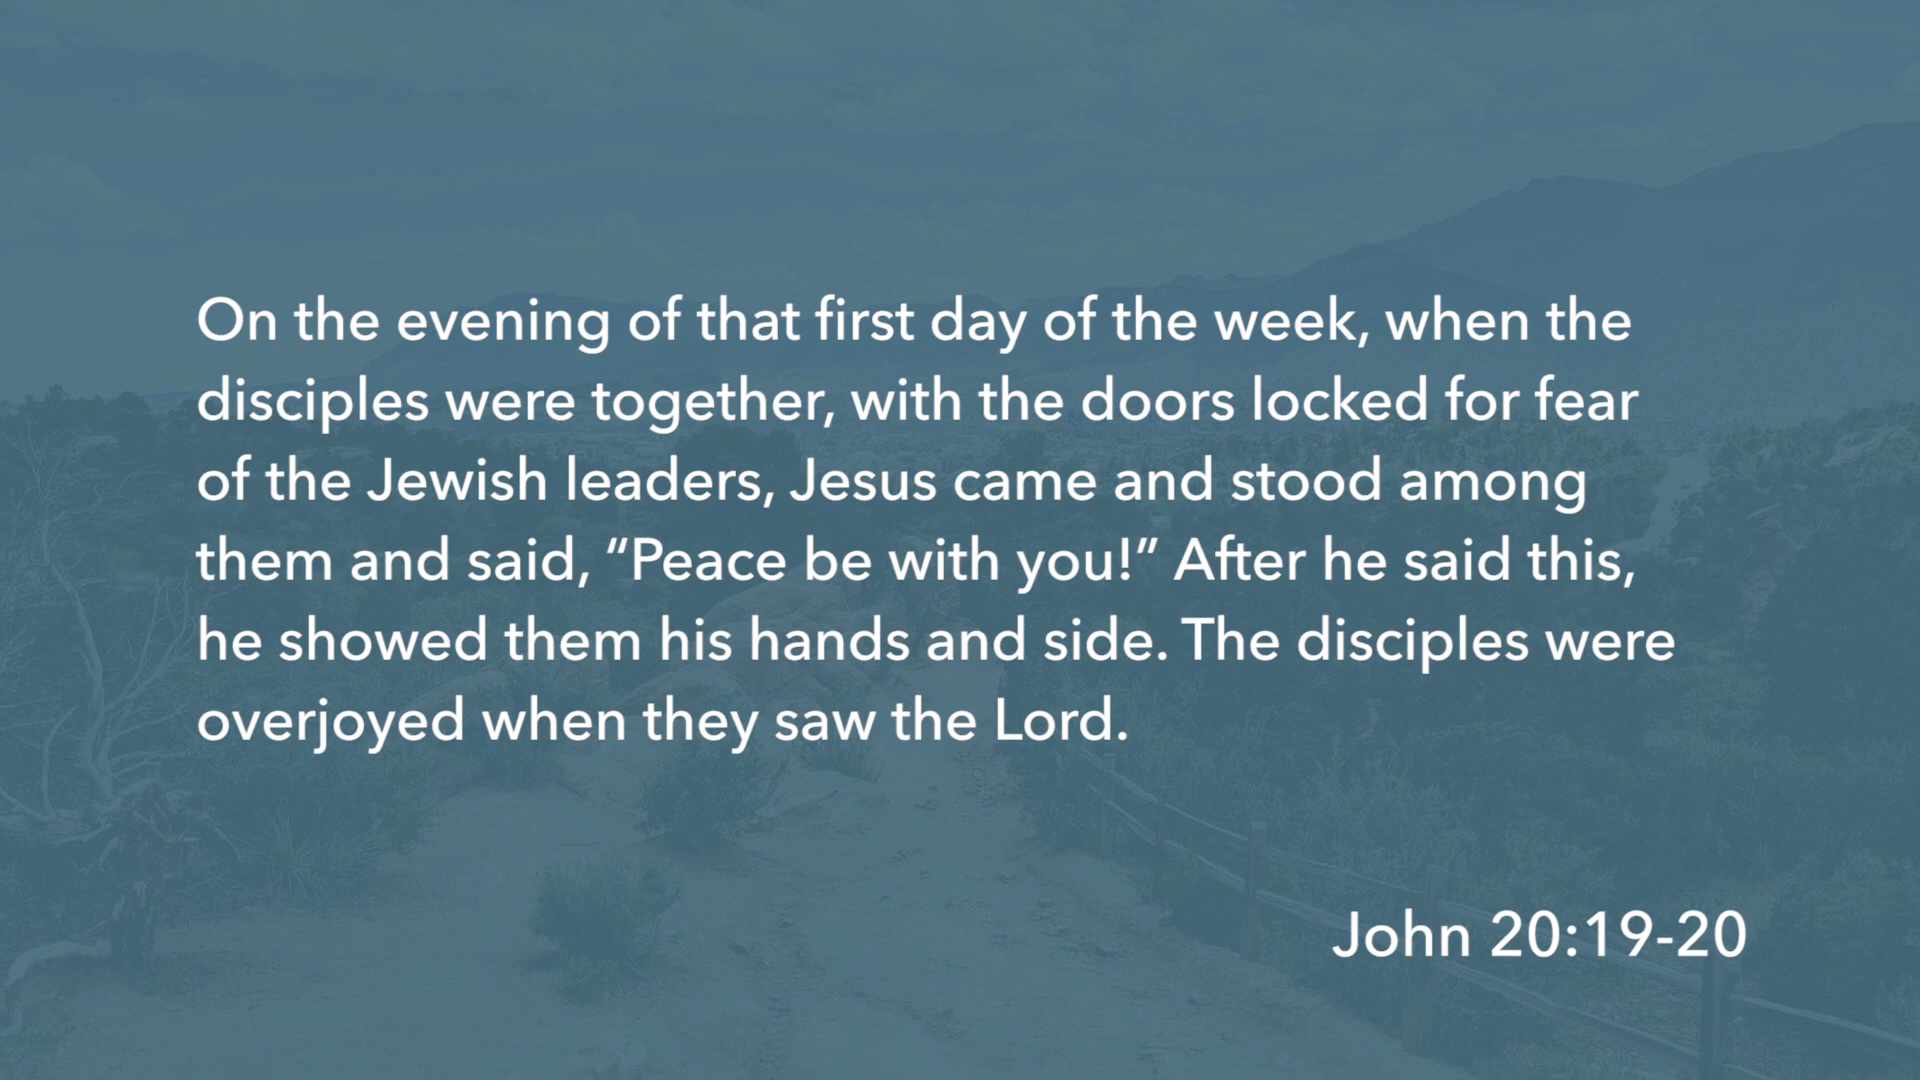 On the evening of that first day of the week, when the
disciples were together, with the doors locked for fear
of the Jewish leaders, Jesus came and stood among
them and said, “Peace be with you!” After he said this,
he showed them his hands and side. The disciples were
overjoyed when they saw the Lord.
John 20:19-20